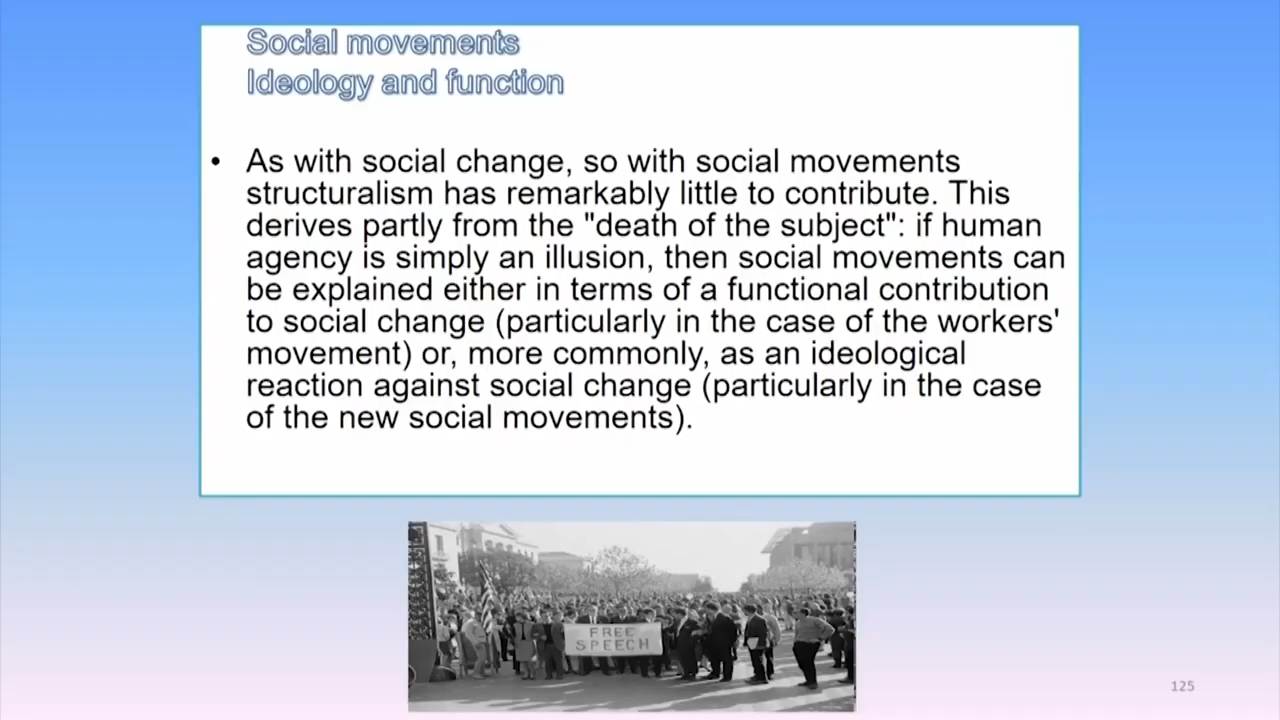 Social movements
Ideology and function
• As with social change, so with social movements
structuralism has remarkably little to contribute. This
derives partly from the "death of the subject": if human
agency is simply an illusion, then social movements can
be explained either in terms of a functional contribution
to social change (particularly in the case of the workers'
movement) or, more commonly, as an ideological
reaction against social change (particularly in the case
of the new social movements).
FREE
SPEECH
125